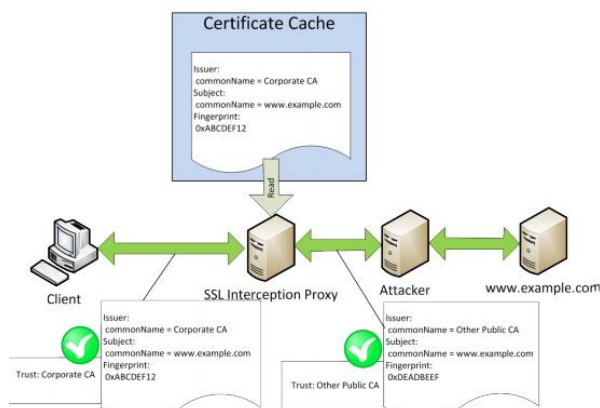 Certificate Cache
Issuer:
commonName = Corporate CA
Subject:
commonName = www.example.com
Fingerprint:
0xABCDEF12
Read
Client
SSL Interception Proxy
Attacker
www.example.com
Issuer:
commonName = Corporate CA
Subject:
commonName = www.example.com
Fingerprint:
0xABCDEF12
Trust: Corporate CA
Issuer:
commonName = Other Public CA
Subject:
commonName = www.example.com
Fingerprint:
0xDEADBEEF
Trust: Other Public CA